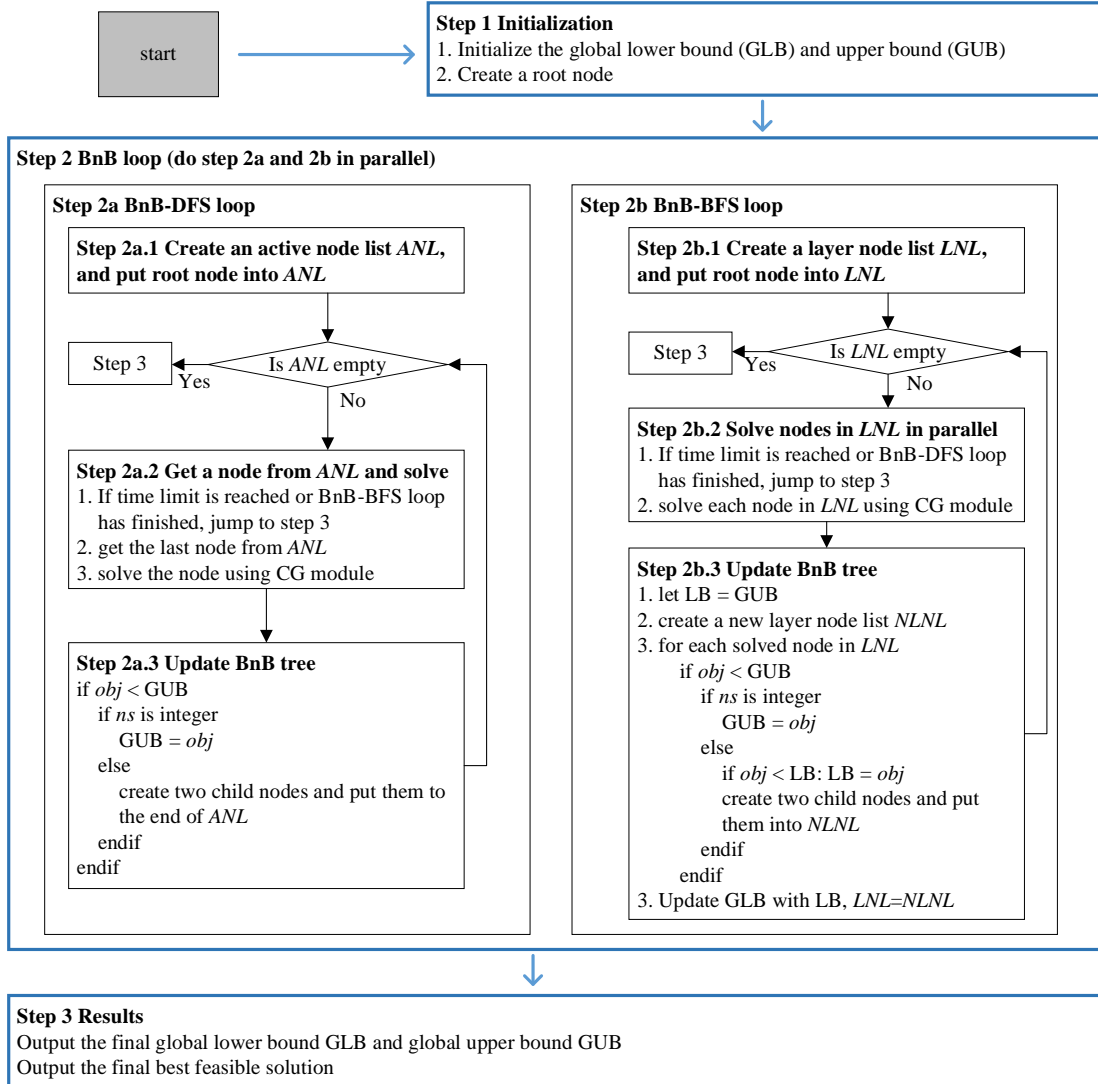 start
Step 1 Initialization
1. Initialize the global lower bound (GLB) and upper bound (GUB)
2. Create a root node
Step 2 BnB loop (do step 2a and 2b in parallel)
Step 2a BnB-DFS loop
Step 2a.1 Create an active node list ANL,
and put root node into ANL
Is ANL empty
Step 3
Yes
No
Step 2a.2 Get a node from ANL and solve
1. If time limit is reached or BnB-BFS loop
has finished, jump to step 3
2. get the last node from ANL
3. solve the node using CG module
Step 2a.3 Update BnB tree
if obj < GUB
if ns is integer
GUB = obj
else
create two child nodes and put them to
the end of ANL
endif
endif
Step 2b BnB-BFS loop
Step 2b.1 Create a layer node list LNL,
and put root node into LNL
Is LNL empty
Step 3
Yes
No
Step 2b.2 Solve nodes in LNL in parallel
1. If time limit is reached or BnB-DFS loop
has finished, jump to step 3
2. solve each node in LNL using CG module
Step 2b.3 Update BnB tree
1. let LB = GUB
2. create a new layer node list NLNL
3. for each solved node in LNL
if obj < GUB
if ns is integer
GUB = obj
else
if obj < LB: LB = obj
create two child nodes and put
them into NLNL
endif
endif
3. Update GLB with LB, LNL=NLNL
Step 3 Results
Output the final global lower bound GLB and global upper bound GUB
Output the final best feasible solution